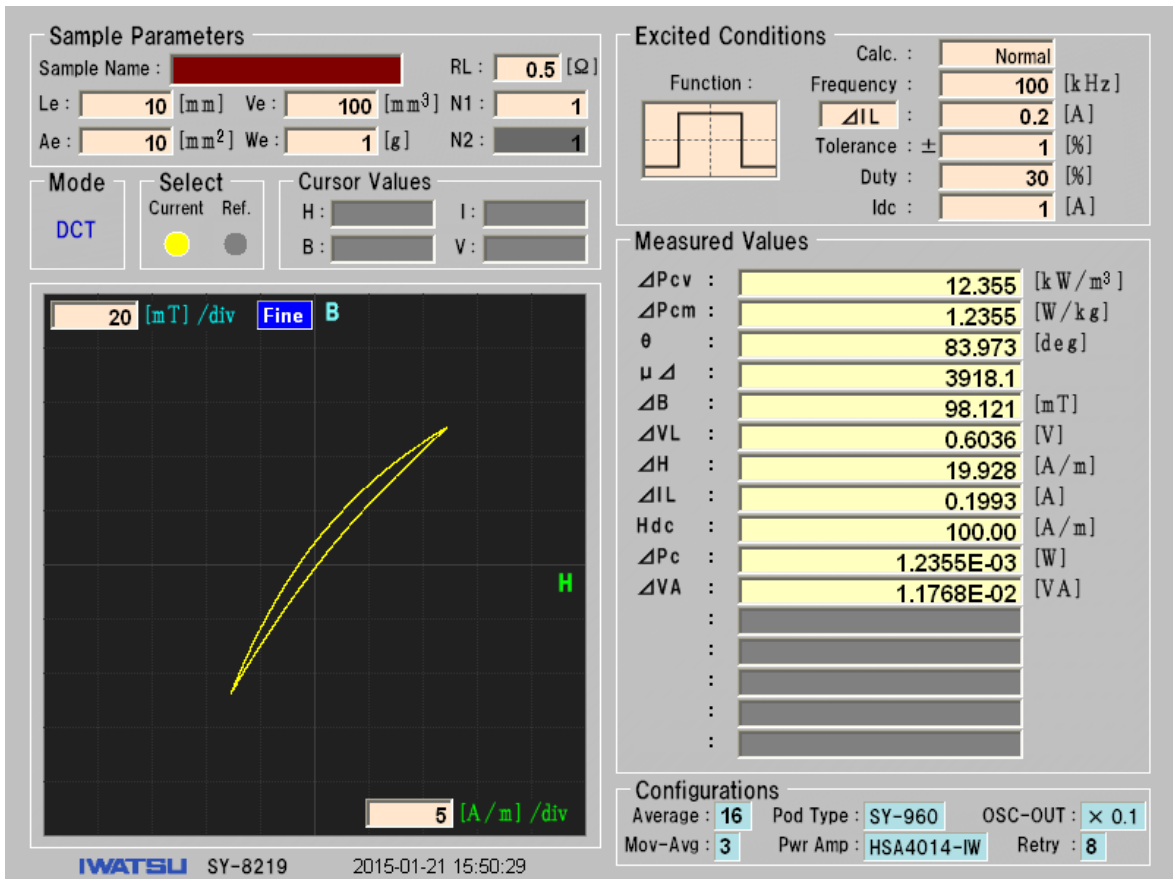 Sample Parameters
Sample Name :
RL : 0.5 [Ω]
Le : 10 [mm] Ve : 100 [mm³] N1 : 1
Ae : 10 [mm²] We : 1 [g] N2 : 1
Mode
DCT
Select
Current Ref.
Cursor Values
H : I :
B : V :
20 [mT] /div Fine B
H
5 [A/m] /div
IWATSU SY-8219 2015-01-21 15:50:29
Excited Conditions
Function :
Calc. : Normal
Frequency : 100 [kHz]
⊿IL : 0.2 [A]
Tolerance : ± 1 [%]
Duty : 30 [%]
Idc : 1 [A]
Measured Values
⊿Pcv : 12.355 [kW/m³]
⊿Pcm : 1.2355 [W/kg]
θ : 83.973 [deg]
μ⊿ : 3918.1
⊿B : 98.121 [mT]
⊿VL : 0.6036 [V]
⊿H : 19.928 [A/m]
⊿IL : 0.1993 [A]
Hdc : 100.00 [A/m]
⊿Pc : 1.2355E-03 [W]
⊿VA : 1.1768E-02 [VA]
:
:
:
:
:
Configurations
Average : 16 Pod Type : SY-960 OSC-OUT : × 0.1
Mov-Avg : 3 Pwr Amp : HSA4014-IW Retry : 8